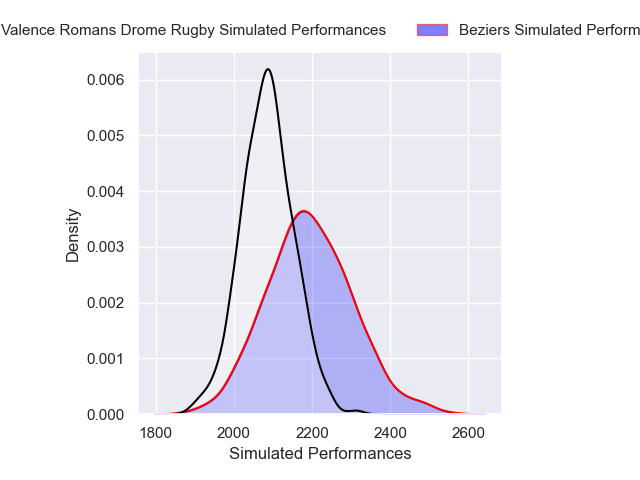 Valence Romans Drome Rugby Simulated Performances
Beziers Simulated Perform
0.006
0.005
0.004
0.003
0.002
0.001
0.000
Density
1800 2000 2200 2400 2600
Simulated Performances